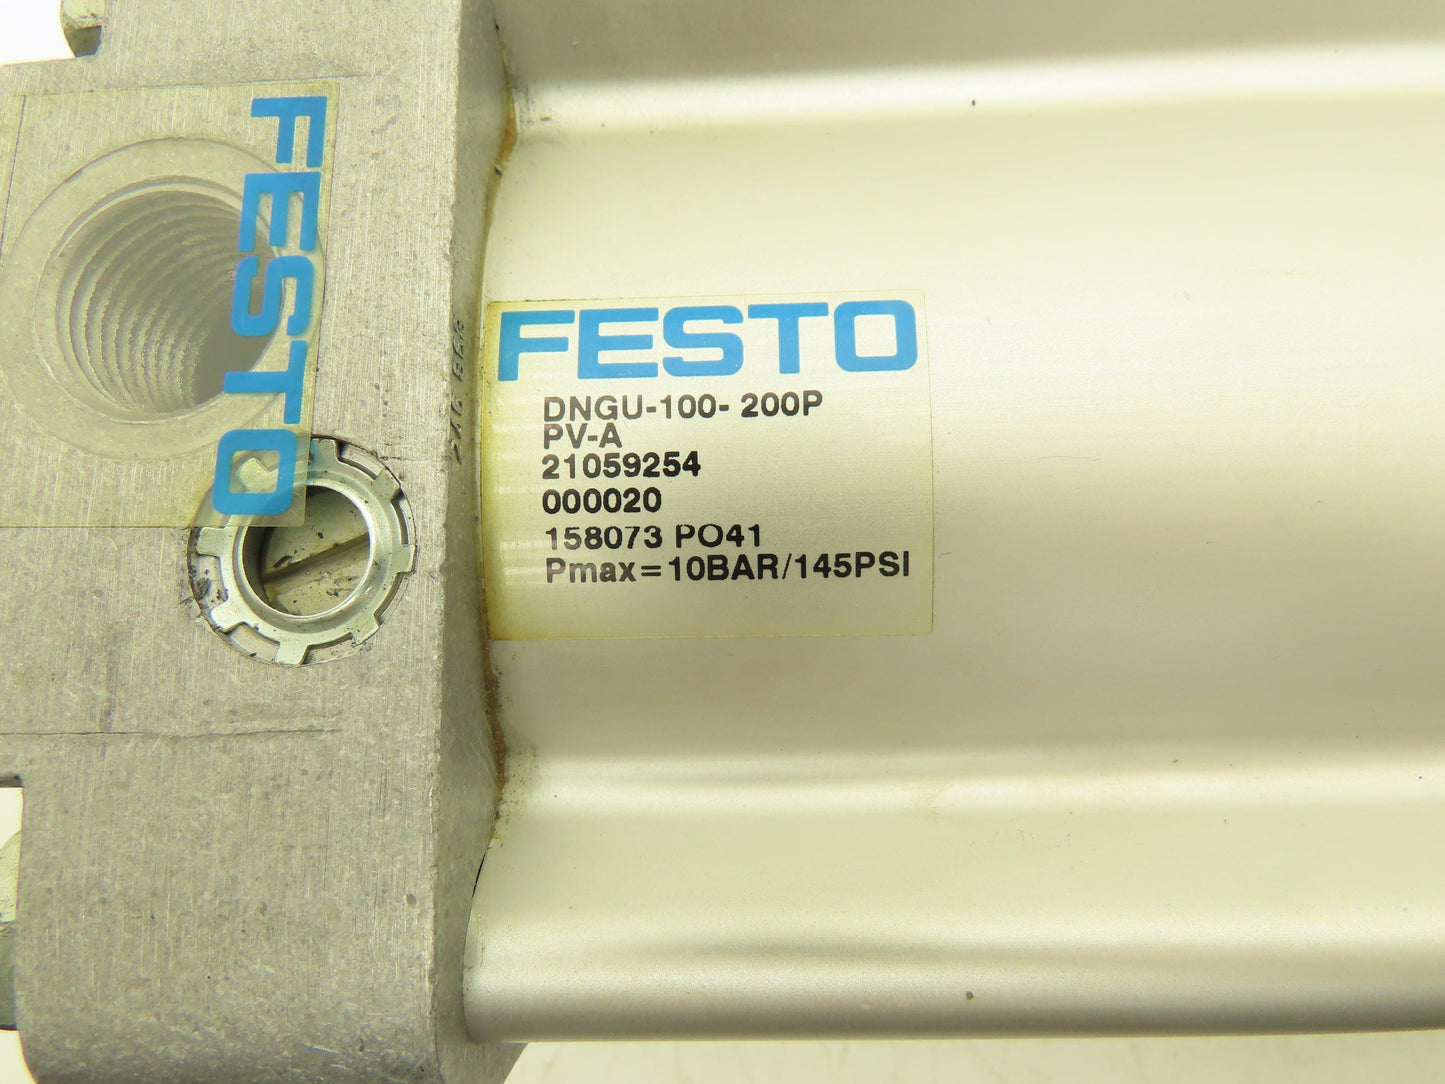 FESTO
FESTO
DNGU-100- 200P
PV-A
21059254
000020
158073 PO41
Pmax=10BAR/145PSI